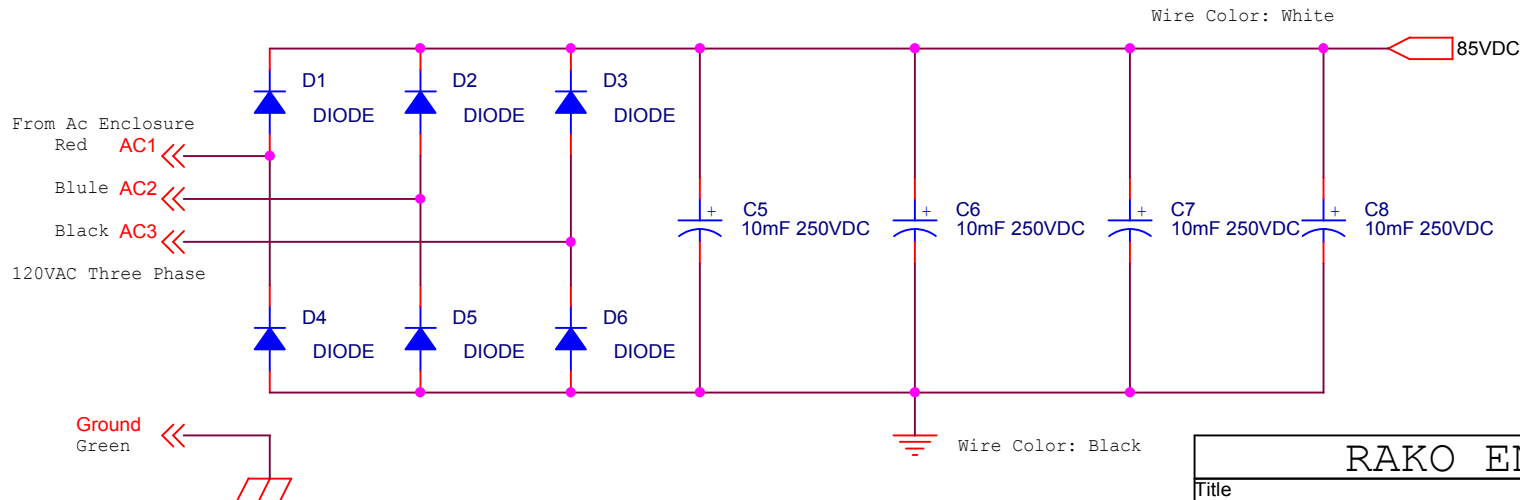 Wire Color: White
85VDC
D1
DIODE
D2
DIODE
D3
DIODE
From Ac Enclosure
Red AC1
Blule AC2
Black AC3
120VAC Three Phase
C5
10mF 250VDC
C6
10mF 250VDC
C7
10mF 250VDC
C8
10mF 250VDC
D4
DIODE
D5
DIODE
D6
DIODE
Ground
Green
Wire Color: Black
RAKO EN
Title